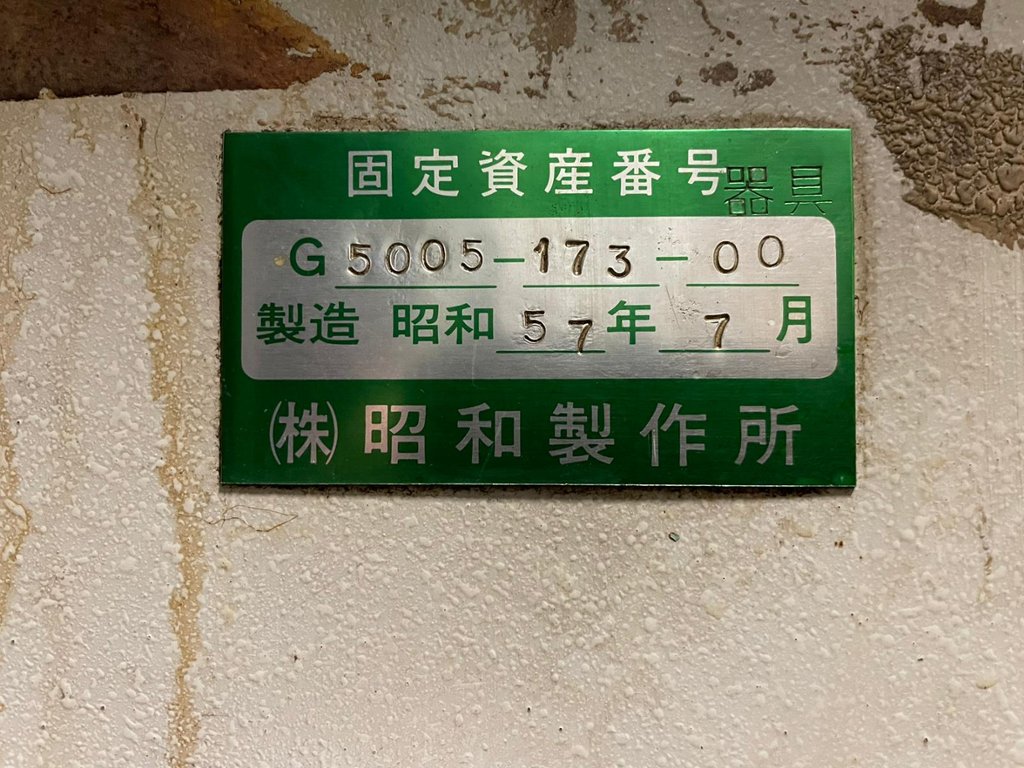 固定資産番号 器具
G 5005-173-00
製造 昭和 57年 7月
(株)昭和製作所